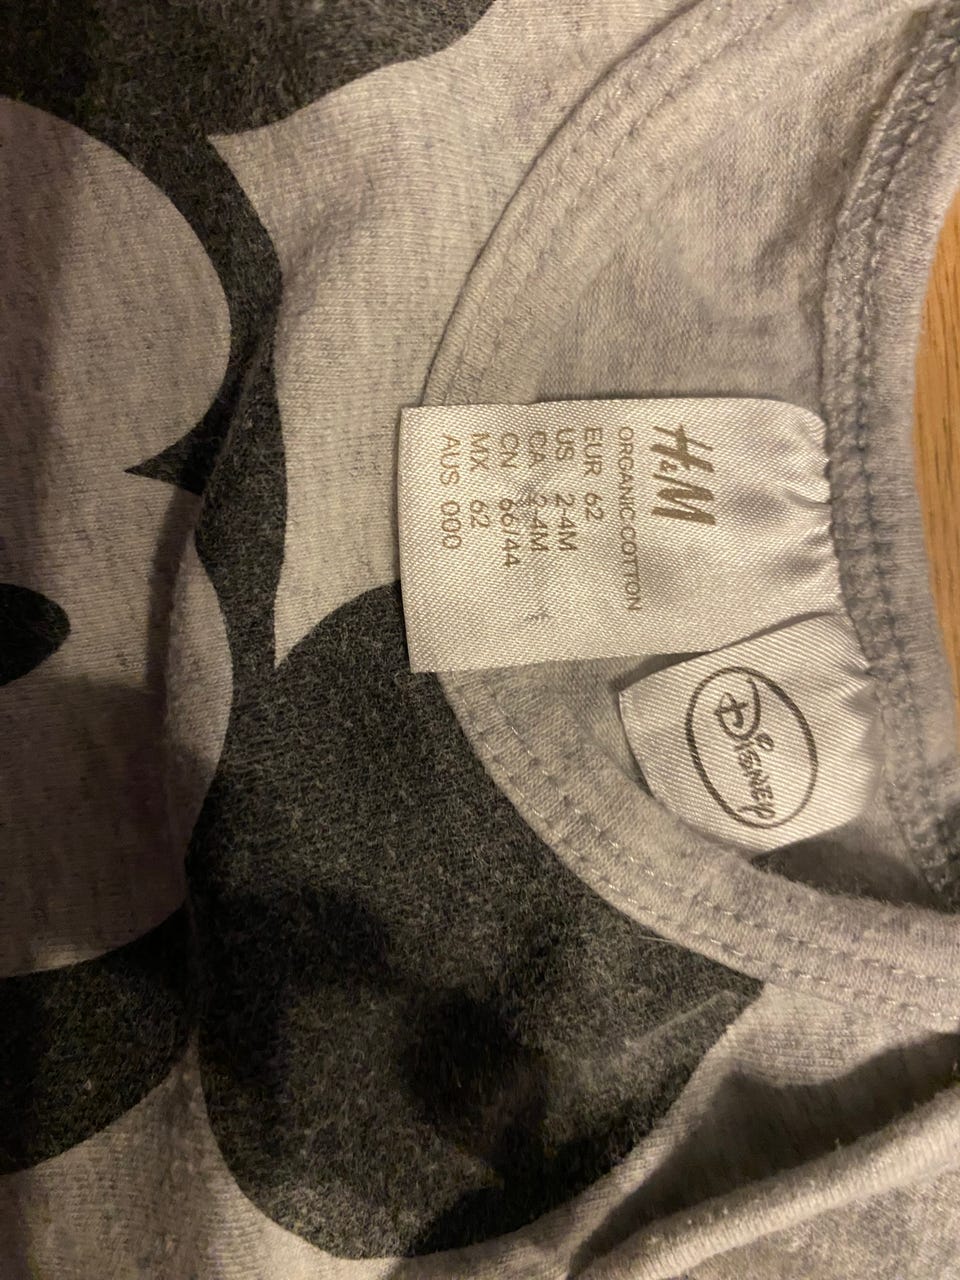 H&M
ORGANIC COTTON
EUR 62
US 2-4M
CA 2-4M
CN 66/44
MX 62
AUS 000
Disney